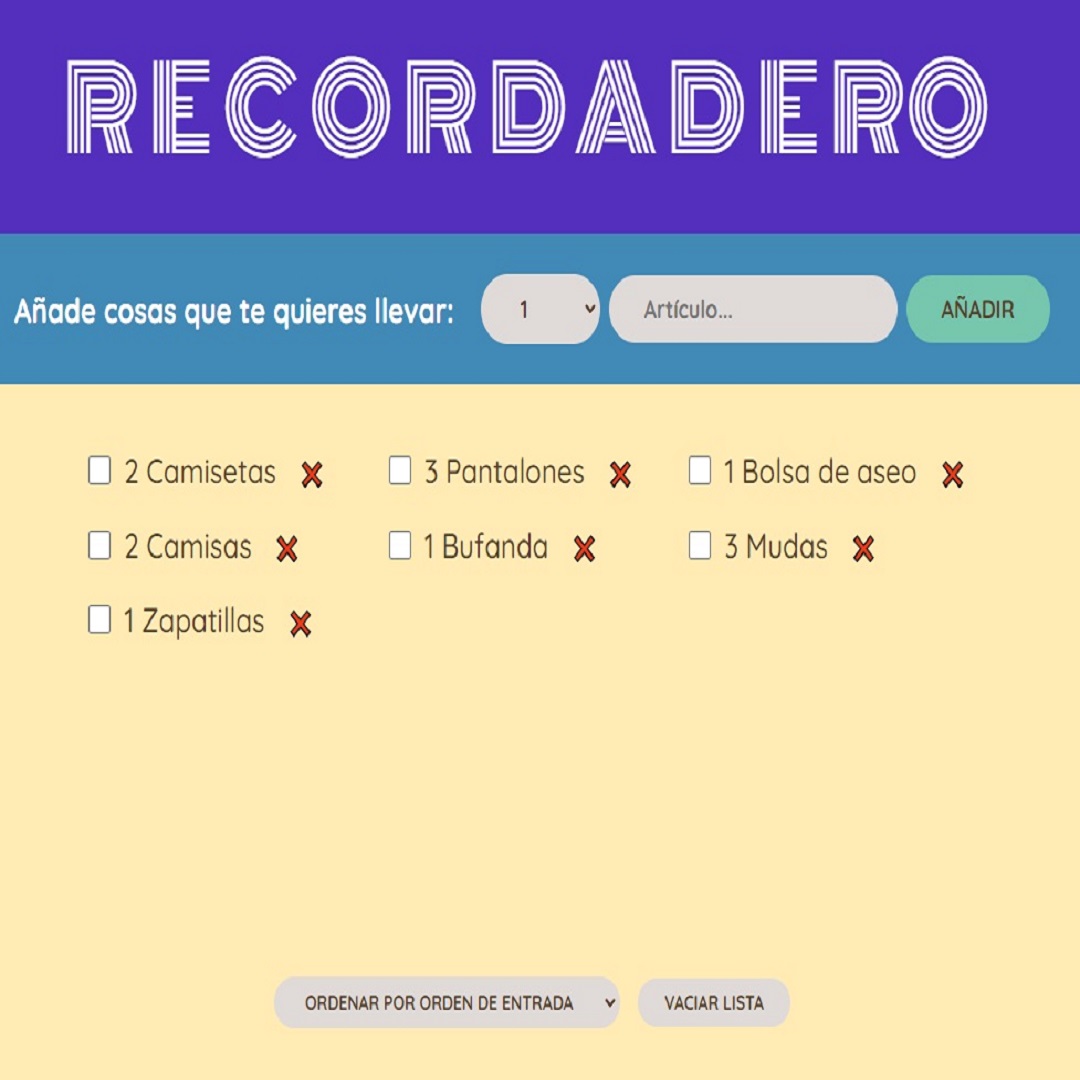 RECORDADERO
Añade cosas que te quieres llevar: 1 Artículo... AÑADIR
2 Camisetas 3 Pantalones 1 Bolsa de aseo
2 Camisas 1 Bufanda 3 Mudas
1 Zapatillas
ORDENAR POR ORDEN DE ENTRADA VACIAR LISTA